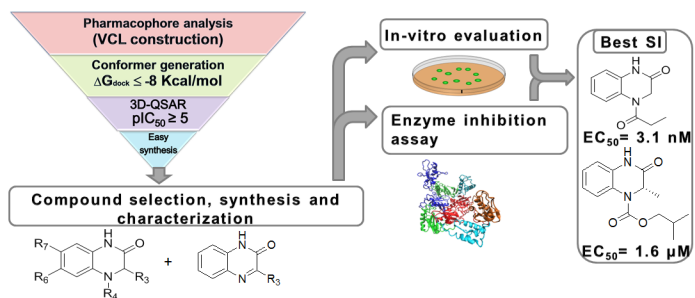 Pharmacophore analysis
(VCL construction)
Conformer generation
ΔGdock ≤ -8 Kcal/mol
3D-QSAR
pIC50 ≥ 5
Easy
synthesis
Compound selection, synthesis and
characterization
R7
R6
H
N
O
N
R3
R4
+
H
N
O
N
R3
In-vitro evaluation
Enzyme inhibition
assay
Best SI
H
N
O
N
O
EC50= 3.1 nM
H
N
O
N
O
O
EC50= 1.6 µM